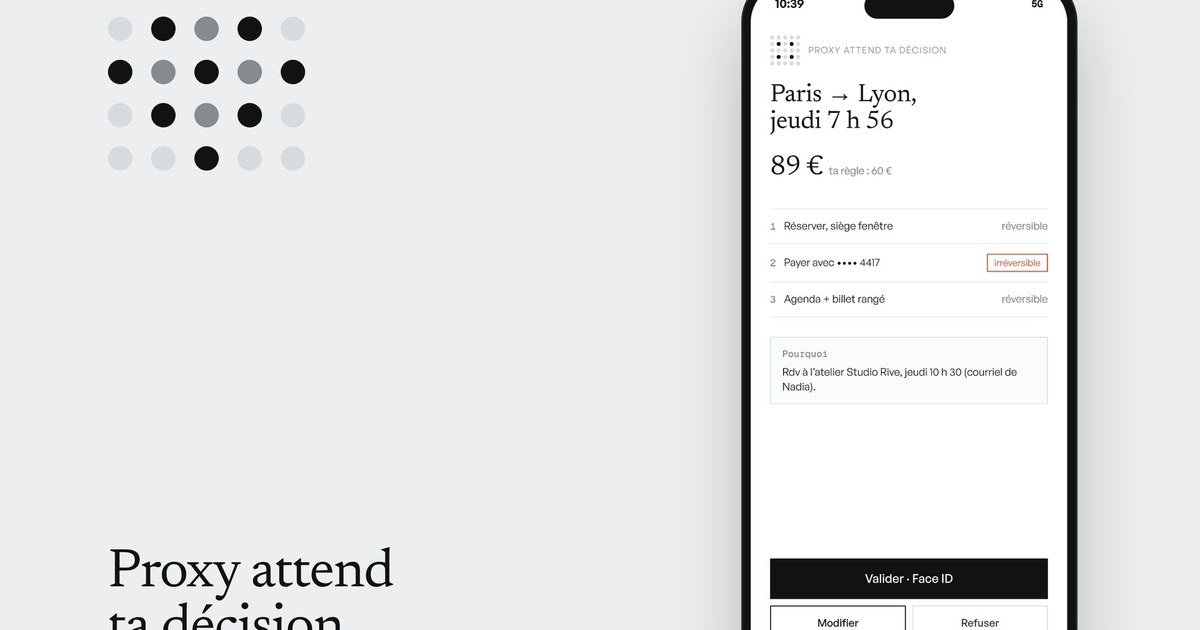 10:39
5G
PROXY ATTEND TA DÉCISION
Paris → Lyon,
jeudi 7 h 56
89 € ta règle : 60 €
1 Réserver, siège fenêtre réversible
2 Payer avec •••• 4417 irréversible
3 Agenda + billet rangé réversible
Pourquoi
Rdv à l'atelier Studio Rive, jeudi 10 h 30 (courriel de
Nadia).
Valider · Face ID
Modifier
Refuser
Proxy attend
ta décision